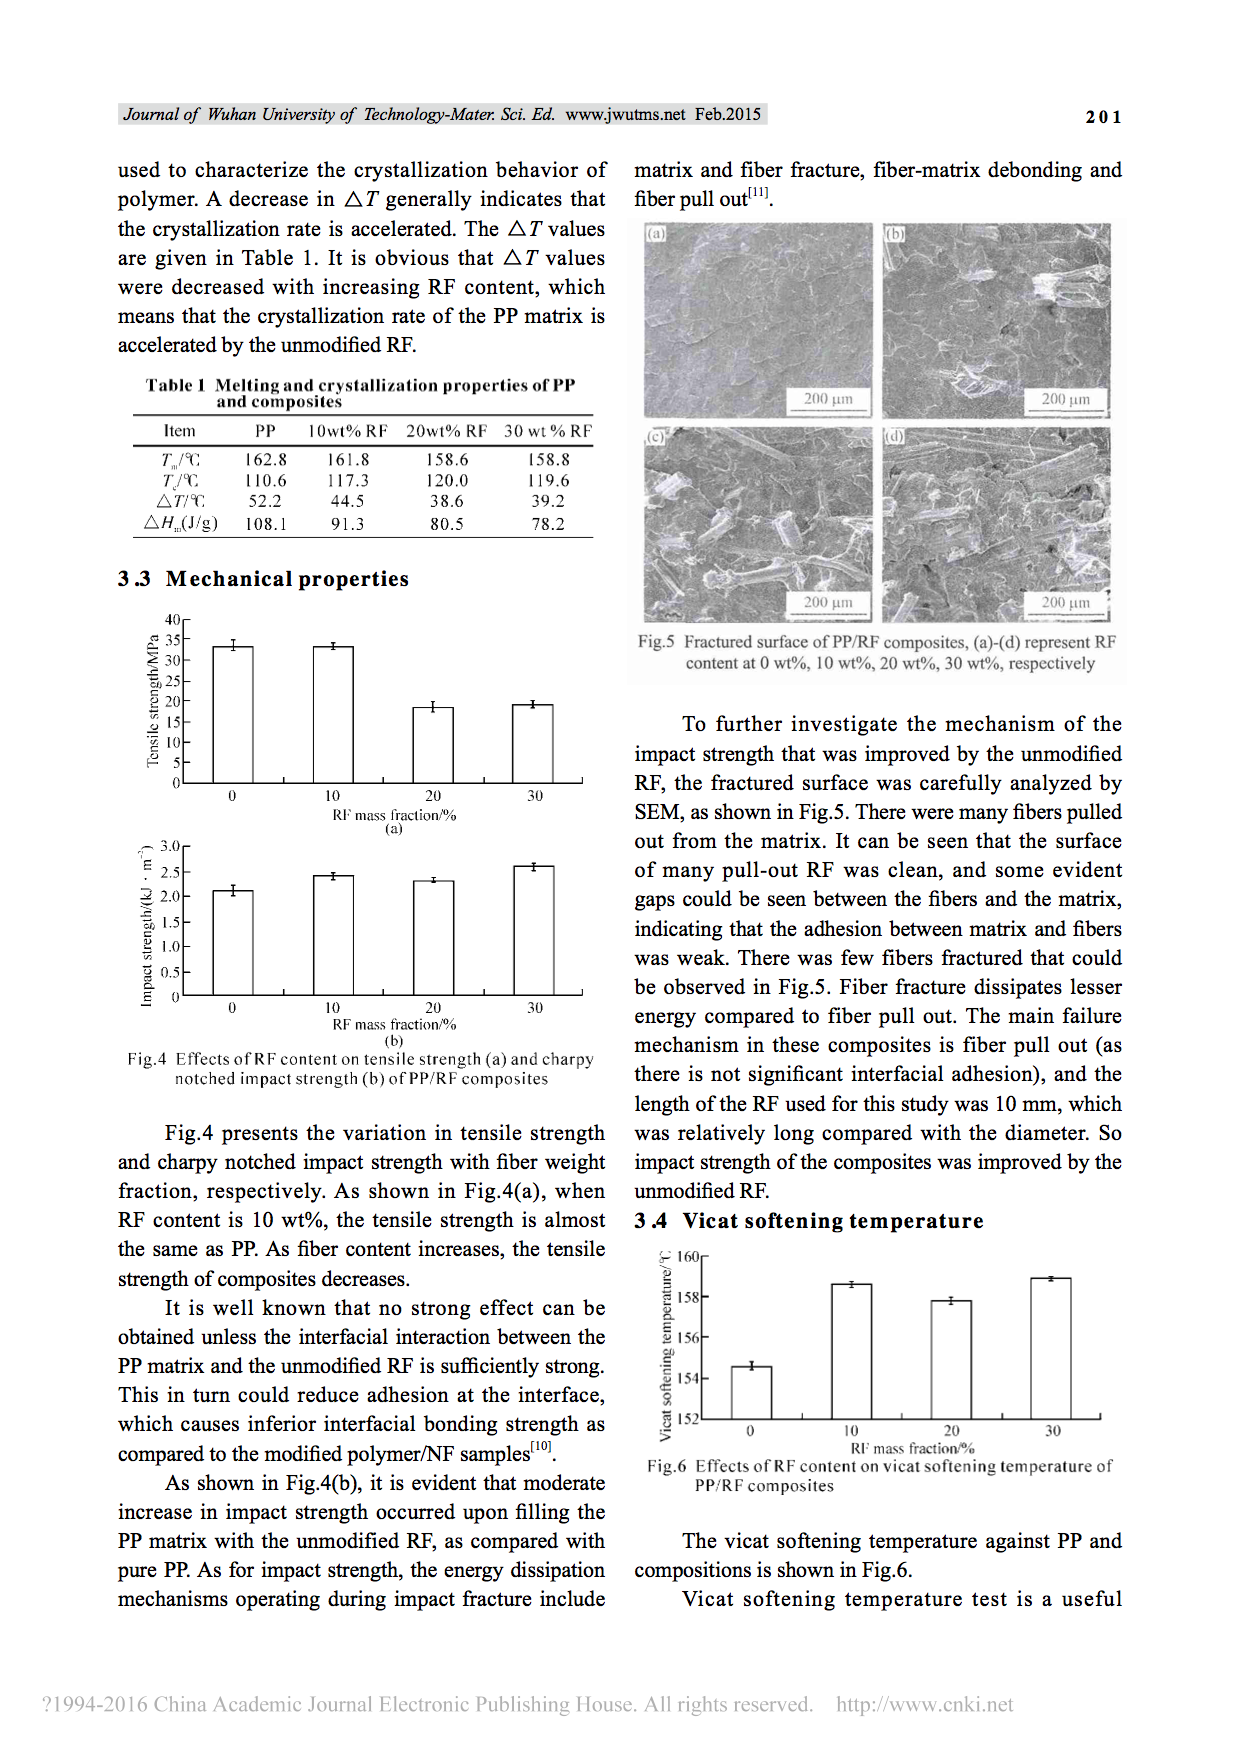 Journal of Wuhan University of Technology-Mater. Sci. Ed. www.jwutms.net Feb.2015
201
used to characterize the crystallization behavior of
polymer. A decrease in △T generally indicates that
the crystallization rate is accelerated. The △T values
are given in Table 1. It is obvious that △T values
were decreased with increasing RF content, which
means that the crystallization rate of the PP matrix is
accelerated by the unmodified RF.
Table 1 Melting and crystallization properties of PP
and composites
Item PP 10wt% RF 20wt% RF 30 wt % RF
Tm/℃ 162.8 161.8 158.6 158.8
Tc/℃ 110.6 117.3 120.0 119.6
△T/℃ 52.2 44.5 38.6 39.2
△Hm(J/g) 108.1 91.3 80.5 78.2
3.3 Mechanical properties
Tensile strength/MPa
40
35
30
25
20
15
10
5
0
0 10 20 30
RF mass fraction/%
(a)
Impact strength/(kJ · m⁻²)
3.0
2.5
2.0
1.5
1.0
0.5
0
0 10 20 30
RF mass fraction/%
(b)
Fig.4 Effects of RF content on tensile strength (a) and charpy
notched impact strength (b) of PP/RF composites
Fig.4 presents the variation in tensile strength
and charpy notched impact strength with fiber weight
fraction, respectively. As shown in Fig.4(a), when
RF content is 10 wt%, the tensile strength is almost
the same as PP. As fiber content increases, the tensile
strength of composites decreases.
It is well known that no strong effect can be
obtained unless the interfacial interaction between the
PP matrix and the unmodified RF is sufficiently strong.
This in turn could reduce adhesion at the interface,
which causes inferior interfacial bonding strength as
compared to the modified polymer/NF samples[10].
As shown in Fig.4(b), it is evident that moderate
increase in impact strength occurred upon filling the
PP matrix with the unmodified RF, as compared with
pure PP. As for impact strength, the energy dissipation
mechanisms operating during impact fracture include
matrix and fiber fracture, fiber-matrix debonding and
fiber pull out[11].
(a)
200 μm
(b)
200 μm
(c)
200 μm
(d)
200 μm
Fig.5 Fractured surface of PP/RF composites, (a)-(d) represent RF
content at 0 wt%, 10 wt%, 20 wt%, 30 wt%, respectively
To further investigate the mechanism of the
impact strength that was improved by the unmodified
RF, the fractured surface was carefully analyzed by
SEM, as shown in Fig.5. There were many fibers pulled
out from the matrix. It can be seen that the surface
of many pull-out RF was clean, and some evident
gaps could be seen between the fibers and the matrix,
indicating that the adhesion between matrix and fibers
was weak. There was few fibers fractured that could
be observed in Fig.5. Fiber fracture dissipates lesser
energy compared to fiber pull out. The main failure
mechanism in these composites is fiber pull out (as
there is not significant interfacial adhesion), and the
length of the RF used for this study was 10 mm, which
was relatively long compared with the diameter. So
impact strength of the composites was improved by the
unmodified RF.
3.4 Vicat softening temperature
Vicat softening temperature/℃
160
158
156
154
152
0 10 20 30
RF mass fraction/%
Fig.6 Effects of RF content on vicat softening temperature of
PP/RF composites
The vicat softening temperature against PP and
compositions is shown in Fig.6.
Vicat softening temperature test is a useful
?1994-2016 China Academic Journal Electronic Publishing House. All rights reserved. http://www.cnki.net